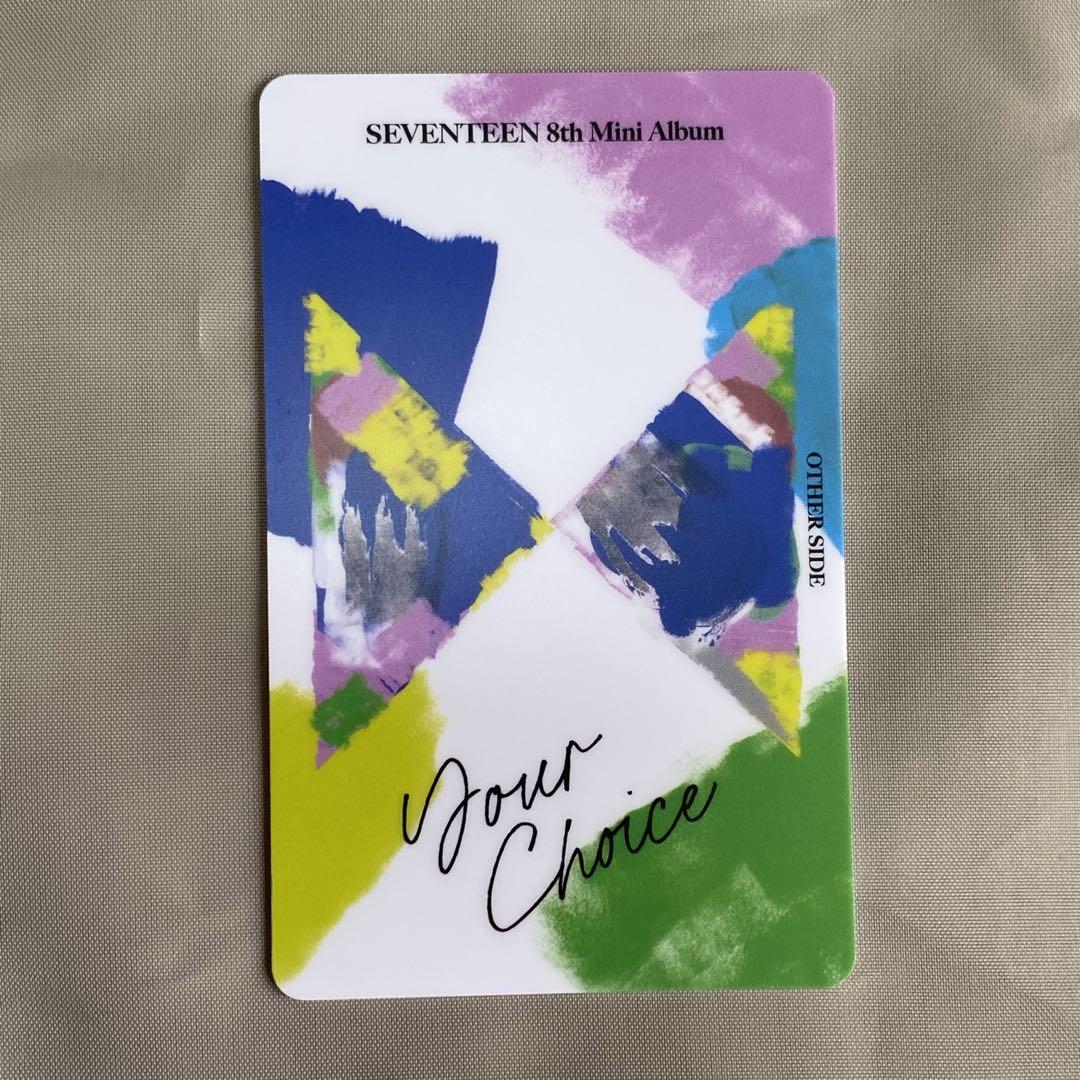 SEVENTEEN 8th Mini Album
OTHER SIDE
Your
Choice